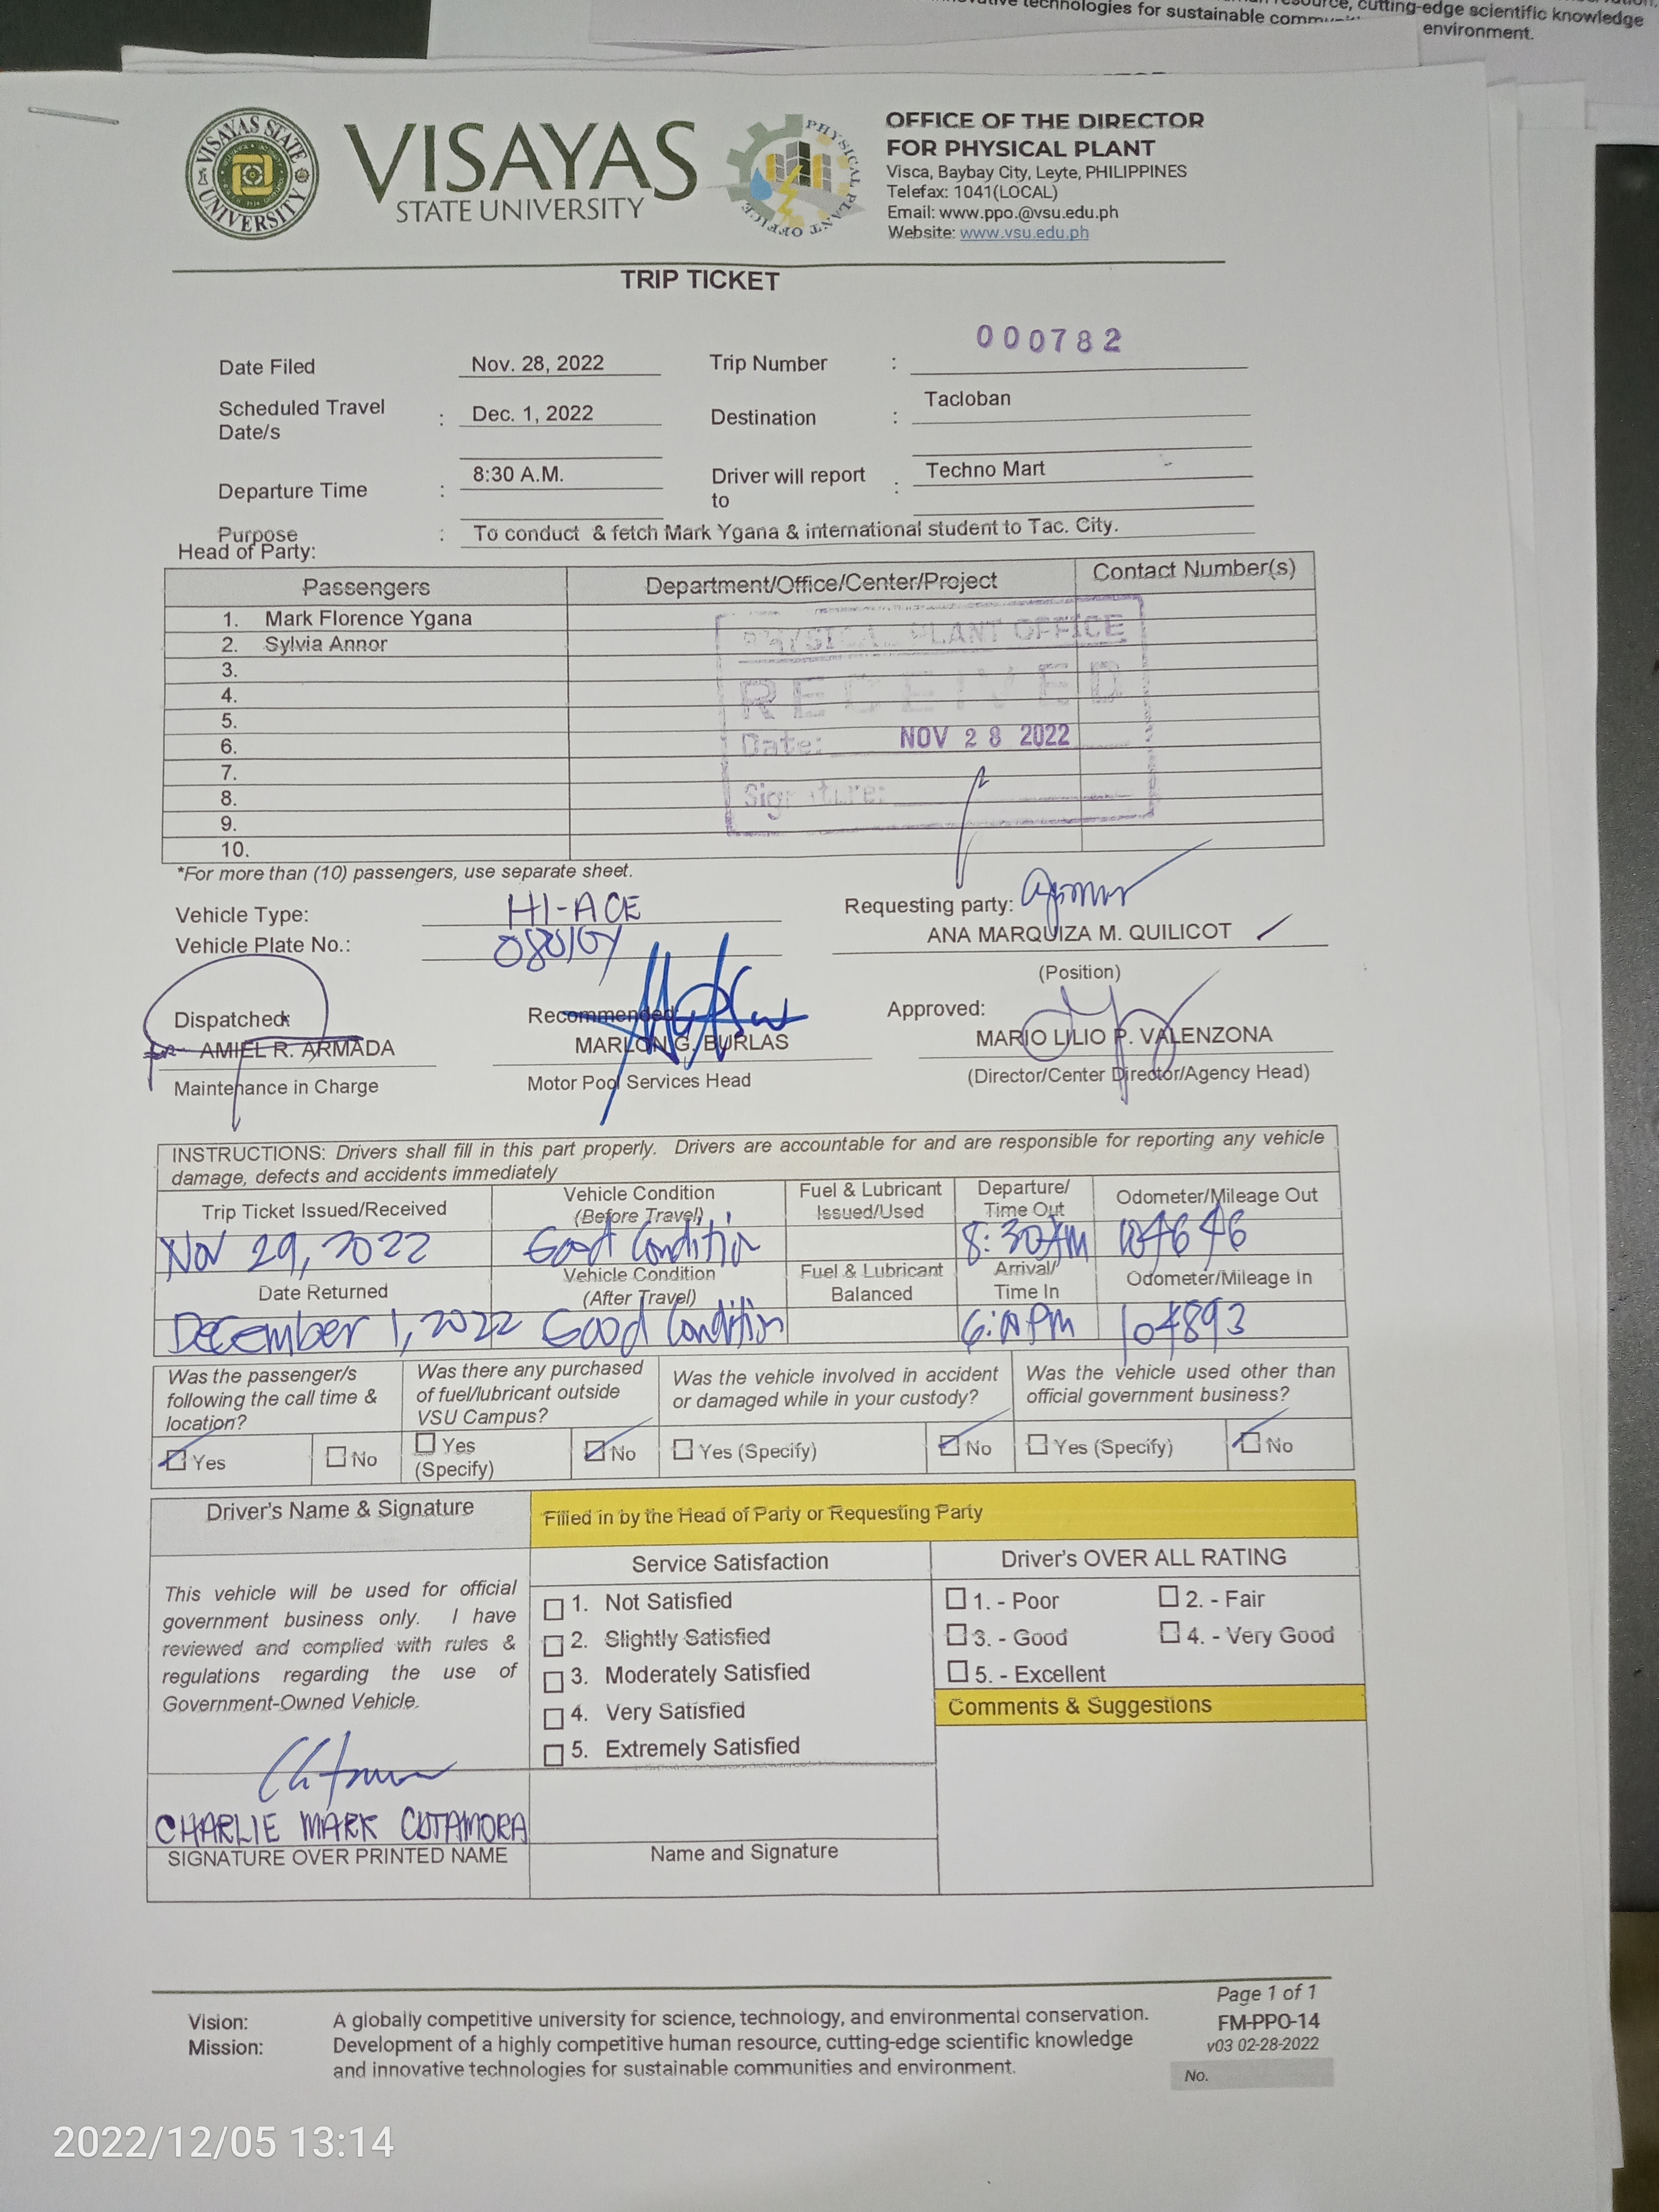 innovative technologies for sustainable
resource, cutting-edge scientific knowledge
environment.
VISAYAS STATE UNIVERSITY
VISAYAS
STATE UNIVERSITY
PHYSICAL PLANT OFFICE
OFFICE OF THE DIRECTOR
FOR PHYSICAL PLANT
Visca, Baybay City, Leyte, PHILIPPINES
Telefax: 1041(LOCAL)
Email: www.ppo.@vsu.edu.ph
Website: www.vsu.edu.ph
TRIP TICKET
000782
Date Filed Nov. 28, 2022 Trip Number :
Scheduled Travel Date/s : Dec. 1, 2022 Destination : Tacloban
Departure Time : 8:30 A.M. Driver will report to : Techno Mart
Purpose : To conduct & fetch Mark Ygana & international student to Tac. City.
Head of Party:
Passengers Department/Office/Center/Project Contact Number(s)
1. Mark Florence Ygana
2. Sylvia Annor
3.
4.
5.
6.
7.
8.
9.
10.
PHYSICAL PLANT OFFICE
RECEIVED
Date: NOV 28 2022
Signature:
*For more than (10) passengers, use separate sheet.
Vehicle Type: HI-ACE
Requesting party:
Vehicle Plate No.:
ANA MARQUIZA M. QUILICOT
(Position)
Dispatched: Recommended: Approved:
for AMIEL R. ARMADA MARLON G. BURLAS MARIO LILIO P. VALENZONA
Maintenance in Charge Motor Pool Services Head (Director/Center Director/Agency Head)
INSTRUCTIONS: Drivers shall fill in this part properly. Drivers are accountable for and are responsible for reporting any vehicle
damage, defects and accidents immediately
Trip Ticket Issued/Received Vehicle Condition (Before Travel) Fuel & Lubricant Issued/Used Departure/ Time Out Odometer/Mileage Out
Nov 29, 2022 Good Condition 8:30 AM 104646
Date Returned Vehicle Condition (After Travel) Fuel & Lubricant Balanced Arrival/ Time In Odometer/Mileage In
December 1, 2022 Good Condition PM 104893
Was the passenger/s following the call time & location? Was there any purchased of fuel/lubricant outside VSU Campus? Was the vehicle involved in accident or damaged while in your custody? Was the vehicle used other than official government business?
Yes No Yes (Specify) No Yes (Specify) No Yes (Specify) No
Driver's Name & Signature
Filled in by the Head of Party or Requesting Party
Service Satisfaction Driver's OVER ALL RATING
This vehicle will be used for official
government business only. I have
reviewed and complied with rules &
regulations regarding the use of
Government-Owned Vehicle.
1. Not Satisfied
2. Slightly Satisfied
3. Moderately Satisfied
4. Very Satisfied
5. Extremely Satisfied
1. - Poor 2. - Fair
3. - Good 4. - Very Good
5. - Excellent
Comments & Suggestions
CHARLIE MARK CUTAMORA
SIGNATURE OVER PRINTED NAME
Name and Signature
Vision: A globally competitive university for science, technology, and environmental conservation.
Mission: Development of a highly competitive human resource, cutting-edge scientific knowledge
and innovative technologies for sustainable communities and environment.
Page 1 of 1
FM-PPO-14
v03 02-28-2022
No.
2022/12/05 13:14